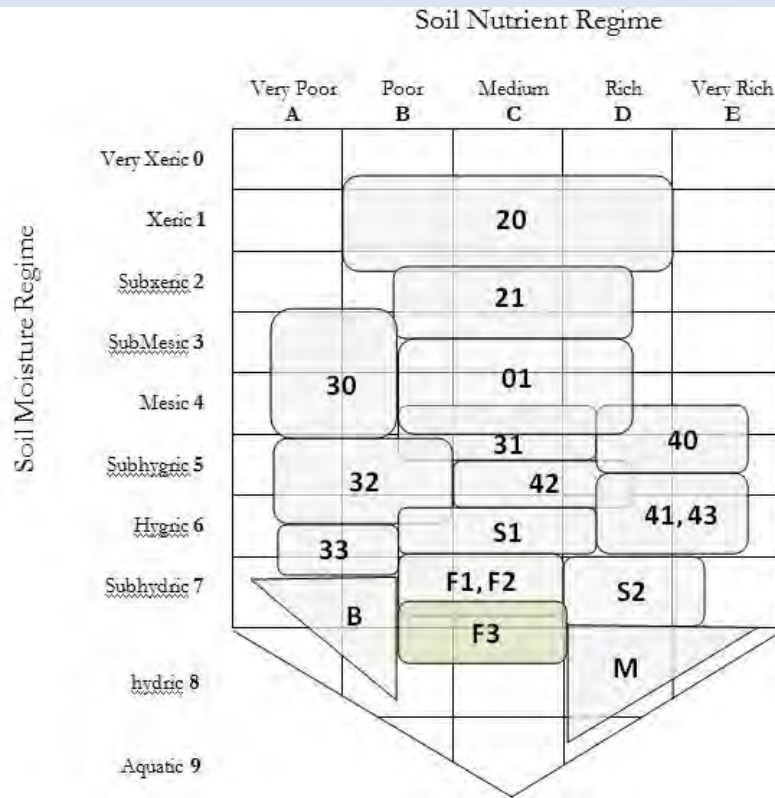 Soil Nutrient Regime
Very Poor Poor Medium Rich Very Rich
A B C D E
Soil Moisture Regime
Very Xeric 0
Xeric 1
20
Subxeric 2
21
SubMesic 3
30
01
Mesic 4
31
40
Subhygric 5
32
42
Hygric 6
S1
41, 43
33
Subhydric 7
F1, F2
S2
B
F3
hydric 8
M
Aquatic 9